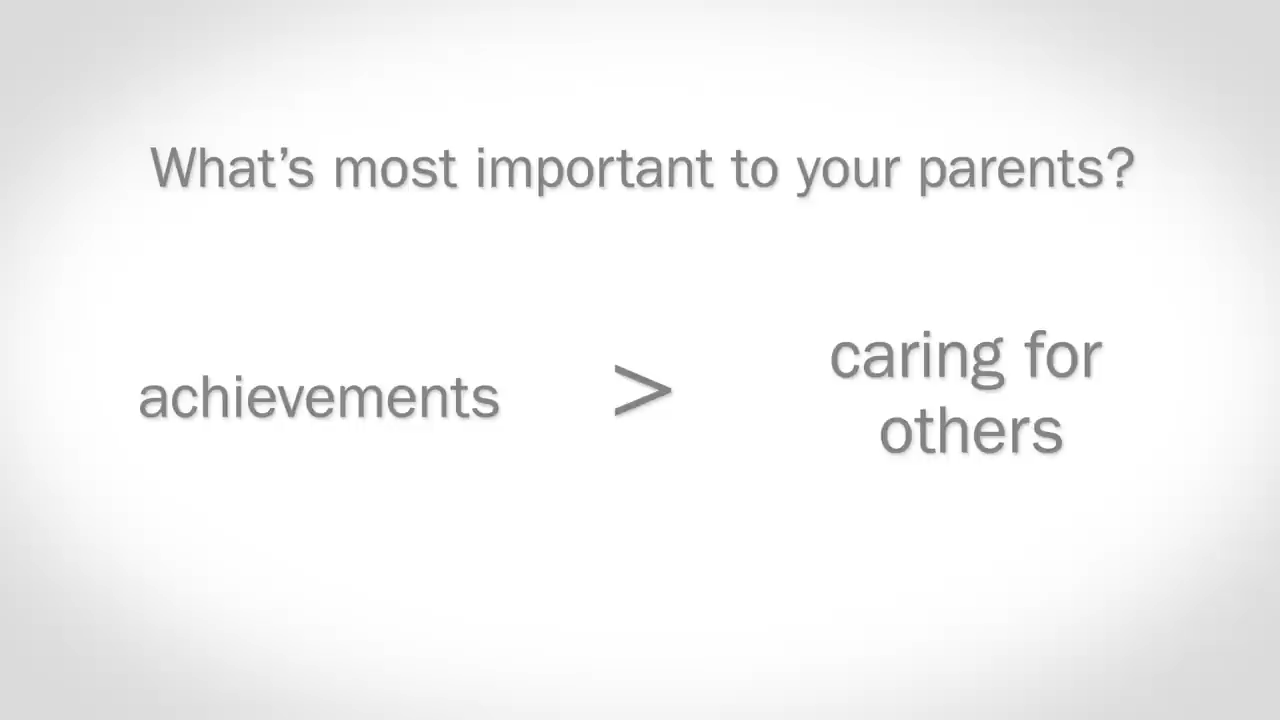 What's most important to your parents?
achievements > caring for
others